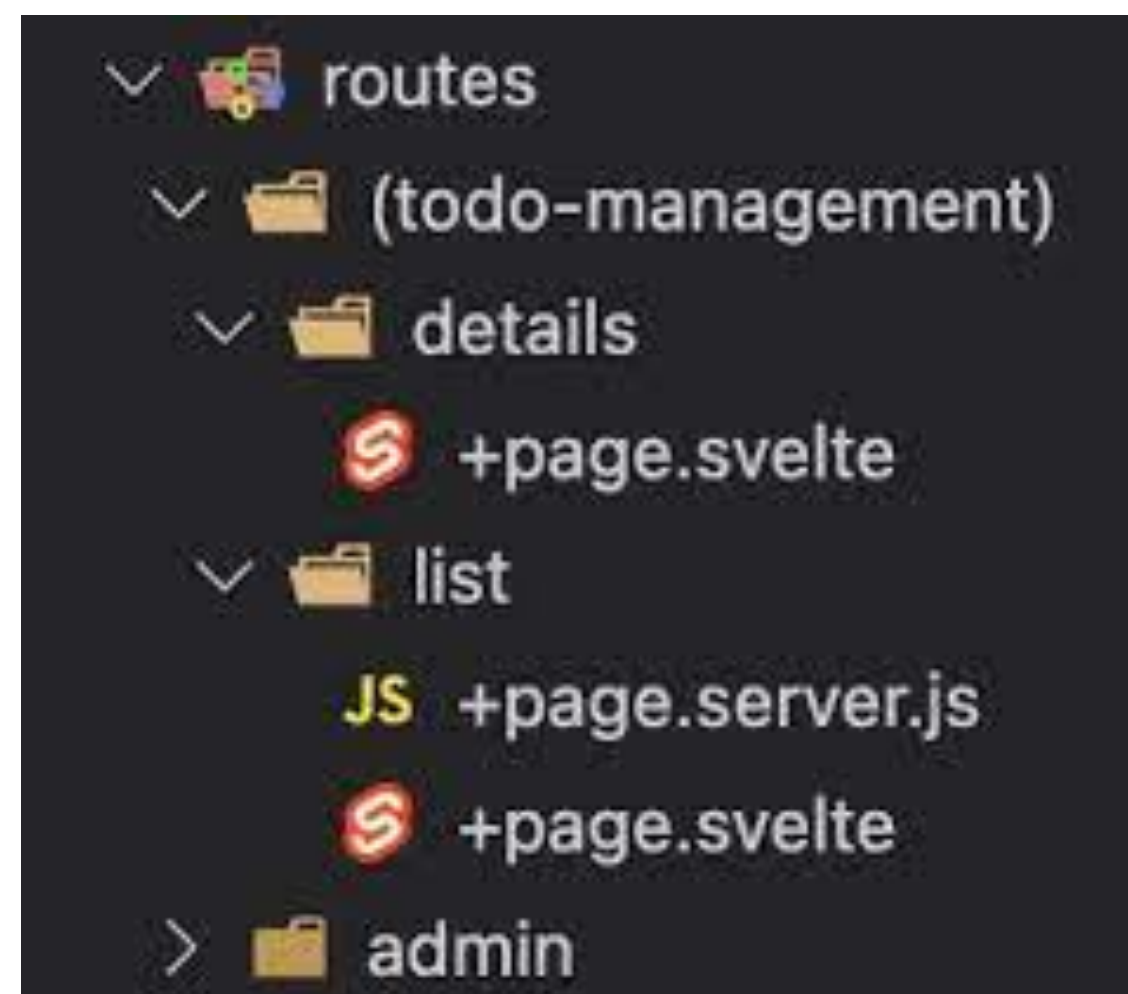 routes
(todo-management)
details
+page.svelte
list
JS +page.server.js
+page.svelte
admin